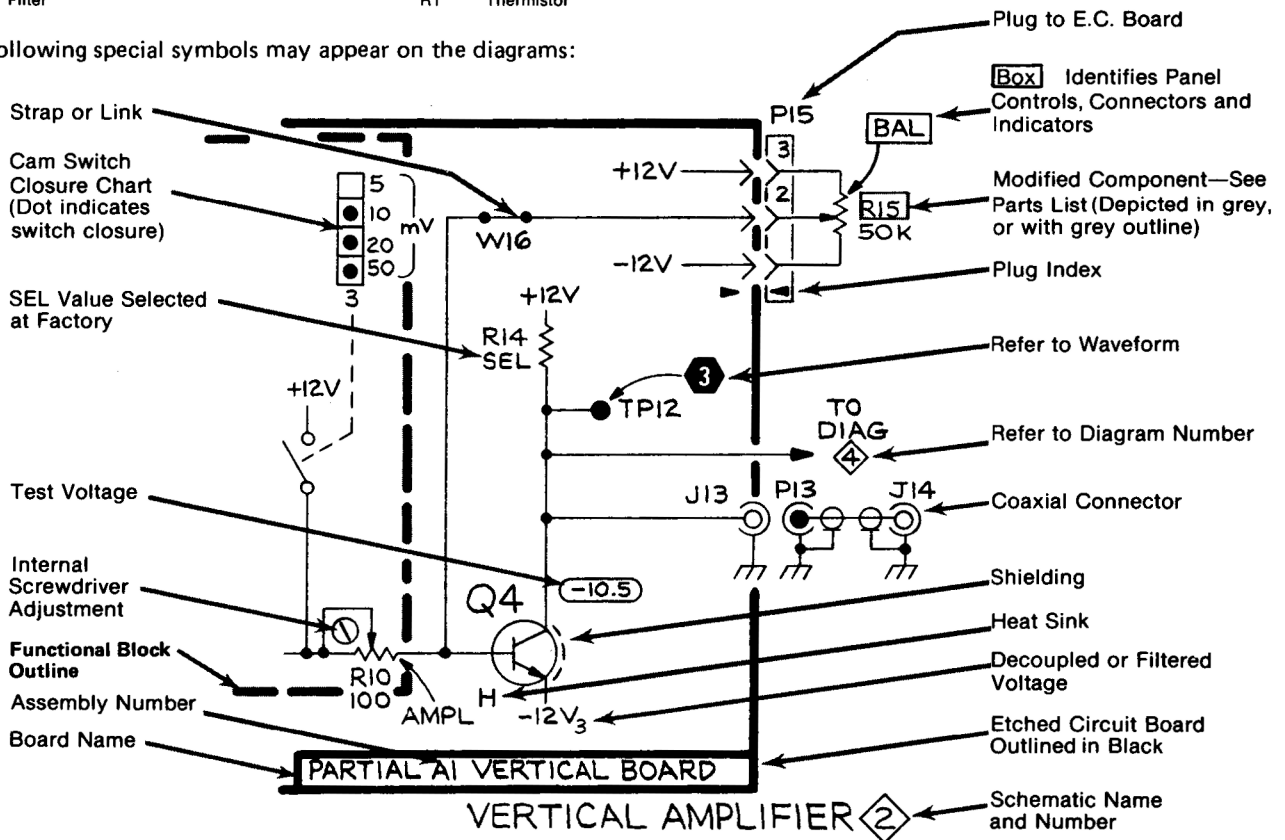 Filter
RT Thermistor
ollowing special symbols may appear on the diagrams:
Strap or Link
Cam Switch
Closure Chart
(Dot indicates
switch closure)
SEL Value Selected
at Factory
Test Voltage
Internal
Screwdriver
Adjustment
Functional Block
Outline
Assembly Number
Board Name
5
10
20
50
mV
3
+12V
R10
100
AMPL
W16
+12V
R14
SEL
TP12
3
Q4
-10.5
H
-12V3
+12V
-12V
P15
3
2
BAL
R15
50K
TO
DIAG
4
J13
P13
J14
PARTIAL A1 VERTICAL BOARD
VERTICAL AMPLIFIER 2
Plug to E.C. Board
Box Identifies Panel
Controls, Connectors and
Indicators
Modified Component—See
Parts List (Depicted in grey,
or with grey outline)
Plug Index
Refer to Waveform
Refer to Diagram Number
Coaxial Connector
Shielding
Heat Sink
Decoupled or Filtered
Voltage
Etched Circuit Board
Outlined in Black
Schematic Name
and Number